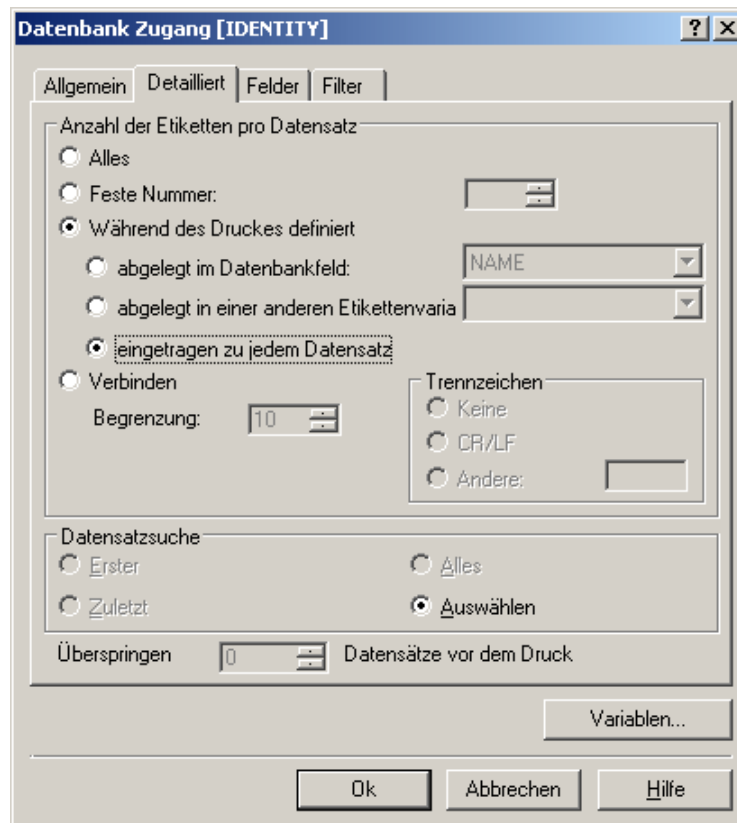 Datenbank Zugang [IDENTITY]
Allgemein Detailliert Felder Filter
Anzahl der Etiketten pro Datensatz
Alles
Feste Nummer:
Während des Druckes definiert
abgelegt im Datenbankfeld: NAME
abgelegt in einer anderen Etikettenvaria
eingetragen zu jedem Datensatz
Verbinden
Begrenzung: 10
Trennzeichen
Keine
CR/LF
Andere:
Datensatzsuche
Erster Alles
Zuletzt Auswählen
Überspringen 0 Datensätze vor dem Druck
Variablen...
Ok Abbrechen Hilfe